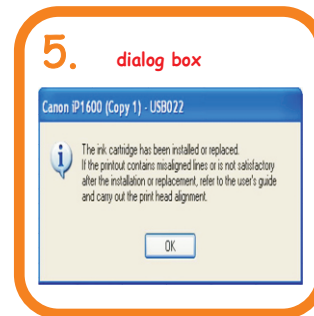 5.
dialog box
Canon iP1600 (Copy 1) - USB022
The ink cartridge has been installed or replaced.
If the printout contains misaligned lines or is not satisfactory
after the installation or replacement, refer to the user's guide
and carry out the print head alignment.
OK